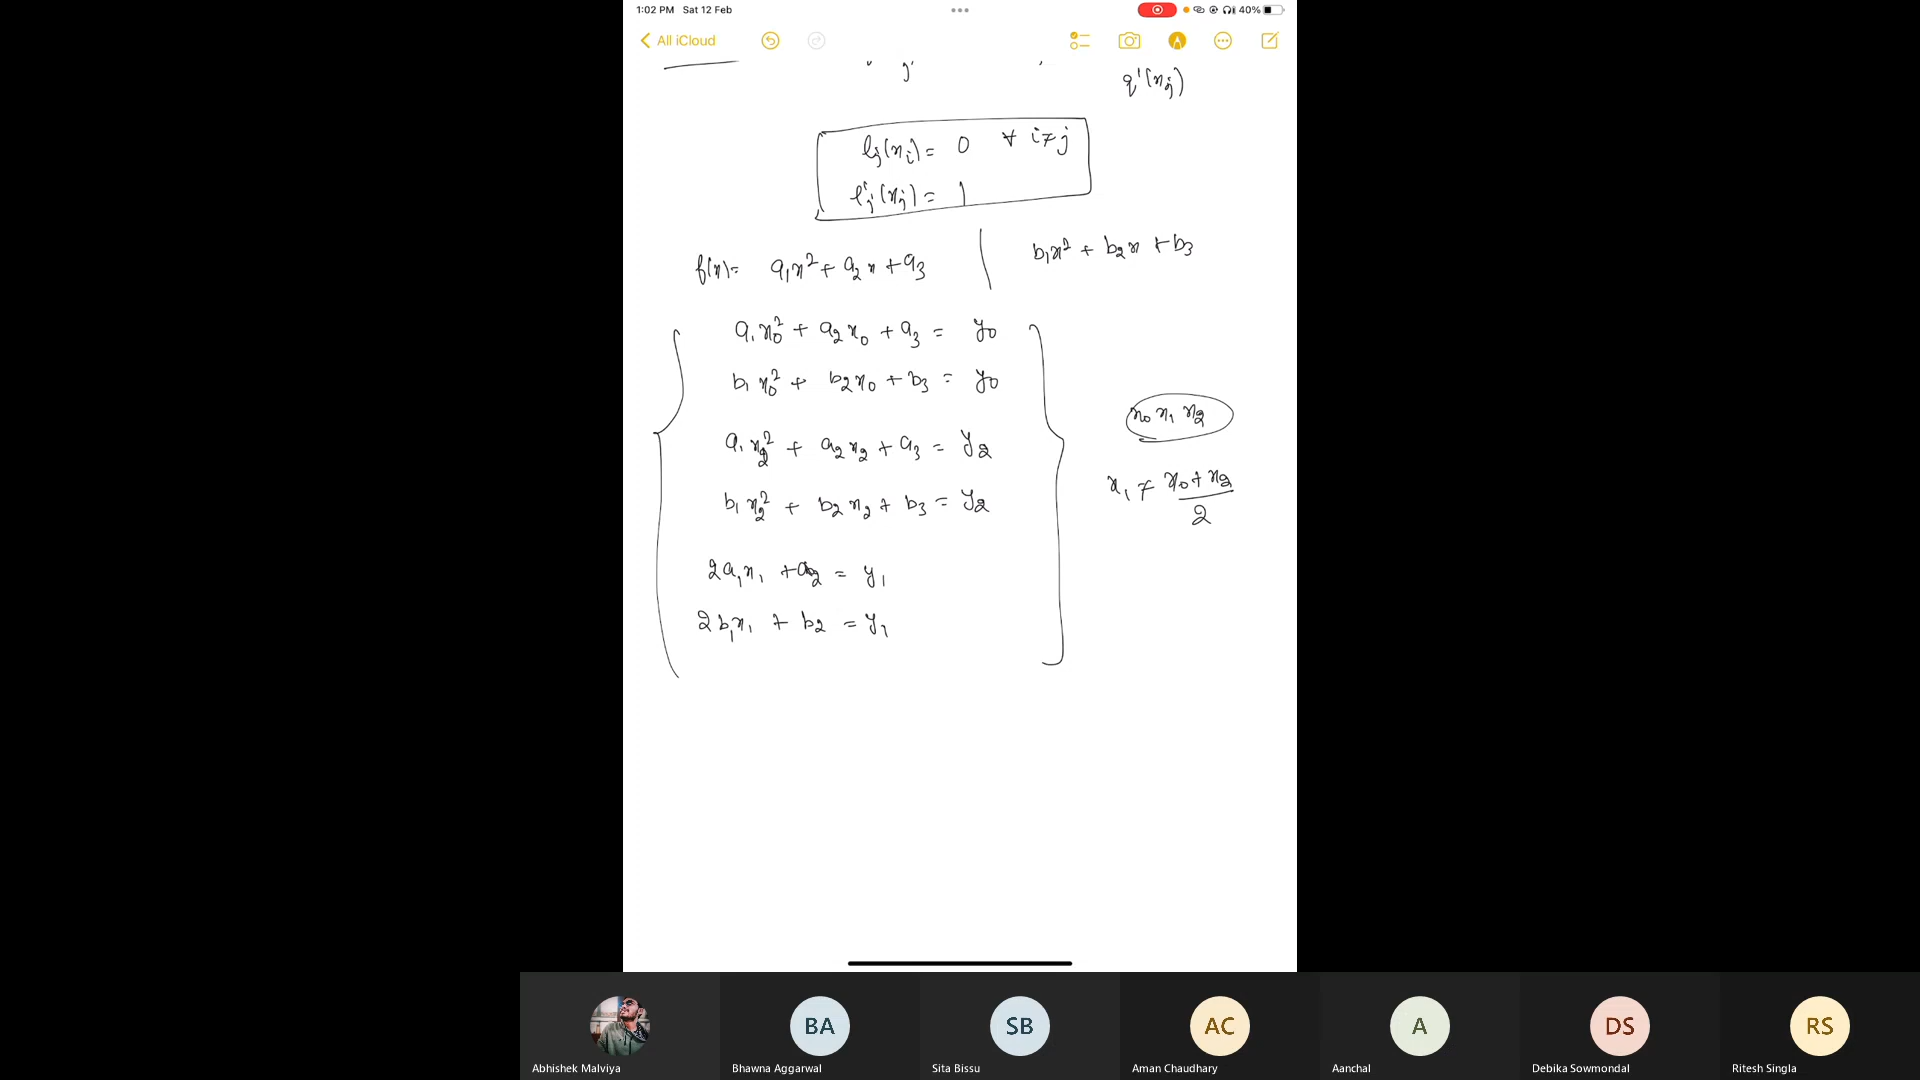 1:02 PM Sat 12 Feb
40%
All iCloud
q'(xj)
lj(xi) = 0 ∀ i≠j
l'j(xj) = 1
f(x) = a1x² + a2x + a3 | b1x² + b2x + b3
a1x0² + a2x0 + a3 = y0
b1x0² + b2x0 + b3 = y0
x0 x1 x2
a1x2² + a2x2 + a3 = y2
x1 ≠ (x0 + x2)/2
b1x2² + b2x2 + b3 = y2
2a1x1 + a2 = y1
2b1x1 + b2 = y1
BA SB AC A DS RS
Abhishek Malviya Bhawna Aggarwal Sita Bissu Aman Chaudhary Aanchal Debika Sowmondal Ritesh Singla